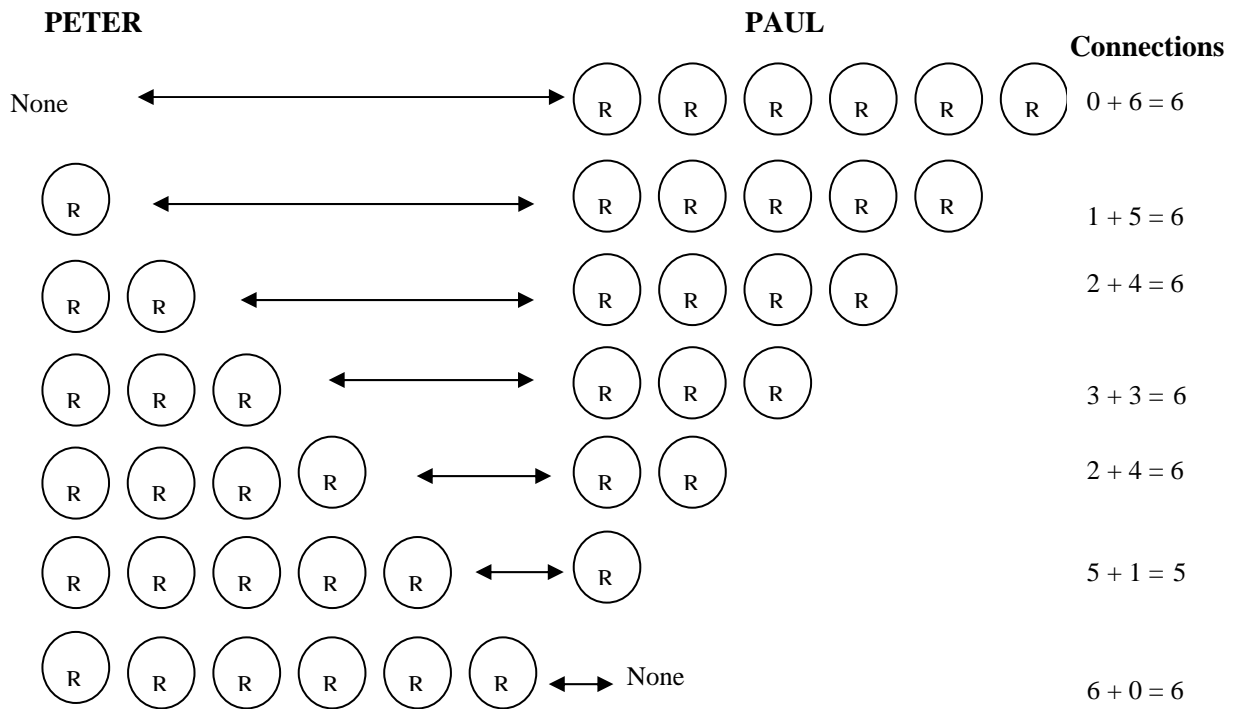 PETER PAUL
Connections
None R R R R R R 0 + 6 = 6
R R R R R R 1 + 5 = 6
R R R R R R 2 + 4 = 6
R R R R R R 3 + 3 = 6
R R R R R R 2 + 4 = 6
R R R R R R 5 + 1 = 5
R R R R R R None 6 + 0 = 6